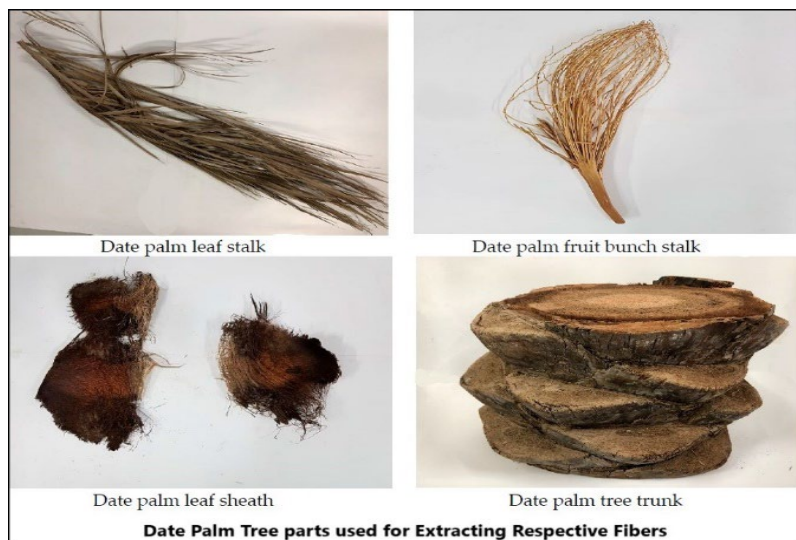 Date palm leaf stalk
Date palm fruit bunch stalk
Date palm leaf sheath
Date palm tree trunk
Date Palm Tree parts used for Extracting Respective Fibers